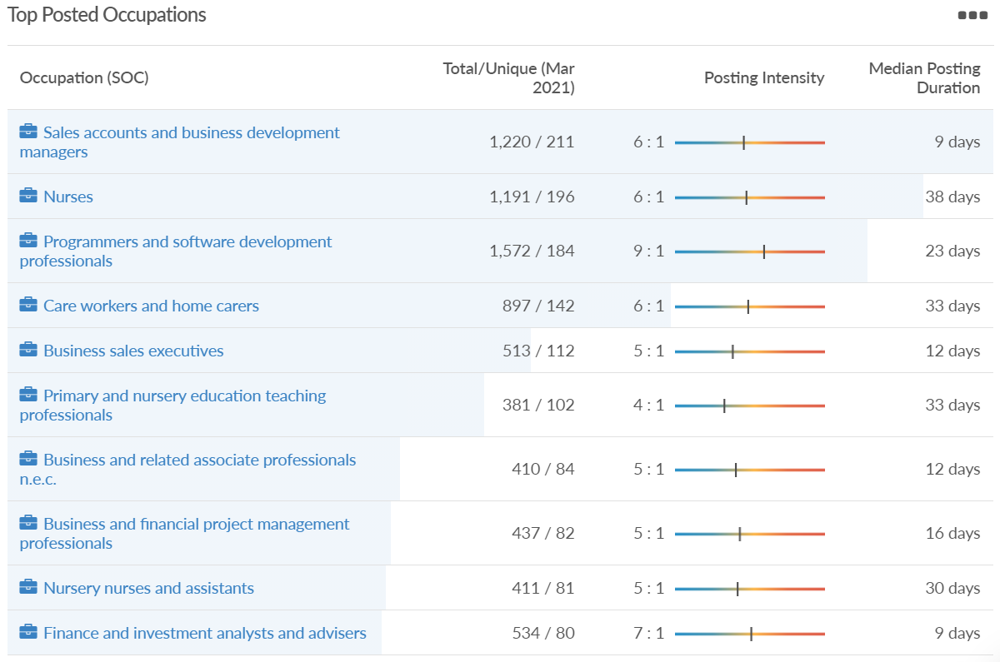 Top Posted Occupations
Occupation (SOC)
Total/Unique (Mar
2021)
Posting Intensity
Median Posting
Duration
Sales accounts and business development
managers
1,220 / 211
6 : 1
9 days
Nurses
1,191 / 196
6 : 1
38 days
Programmers and software development
professionals
1,572 / 184
9 : 1
23 days
Care workers and home carers
897 / 142
6 : 1
33 days
Business sales executives
513 / 112
5 : 1
12 days
Primary and nursery education teaching
professionals
381 / 102
4 : 1
33 days
Business and related associate professionals
n.e.c.
410 / 84
5 : 1
12 days
Business and financial project management
professionals
437 / 82
5 : 1
16 days
Nursery nurses and assistants
411 / 81
5 : 1
30 days
Finance and investment analysts and advisers
534 / 80
7 : 1
9 days